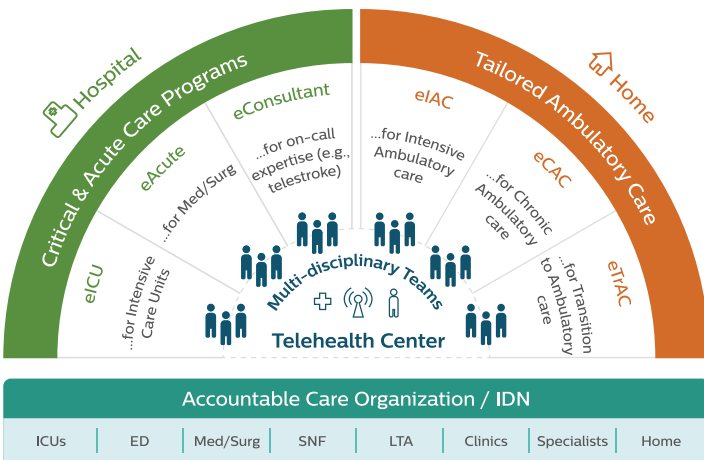 Hospital
Home
Critical & Acute Care Programs
Tailored Ambulatory Care
eICU
...for Intensive
Care Units
eAcute
...for Med/Surg
eConsultant
...for on-call
expertise (e.g.,
telestroke)
eIAC
...for Intensive
Ambulatory
care
eCAC
...for Chronic
Ambulatory
care
eTrAC
...for Transition
to Ambulatory
care
Multi-disciplinary Teams
Telehealth Center
Accountable Care Organization / IDN
ICUs
ED
Med/Surg
SNF
LTA
Clinics
Specialists
Home